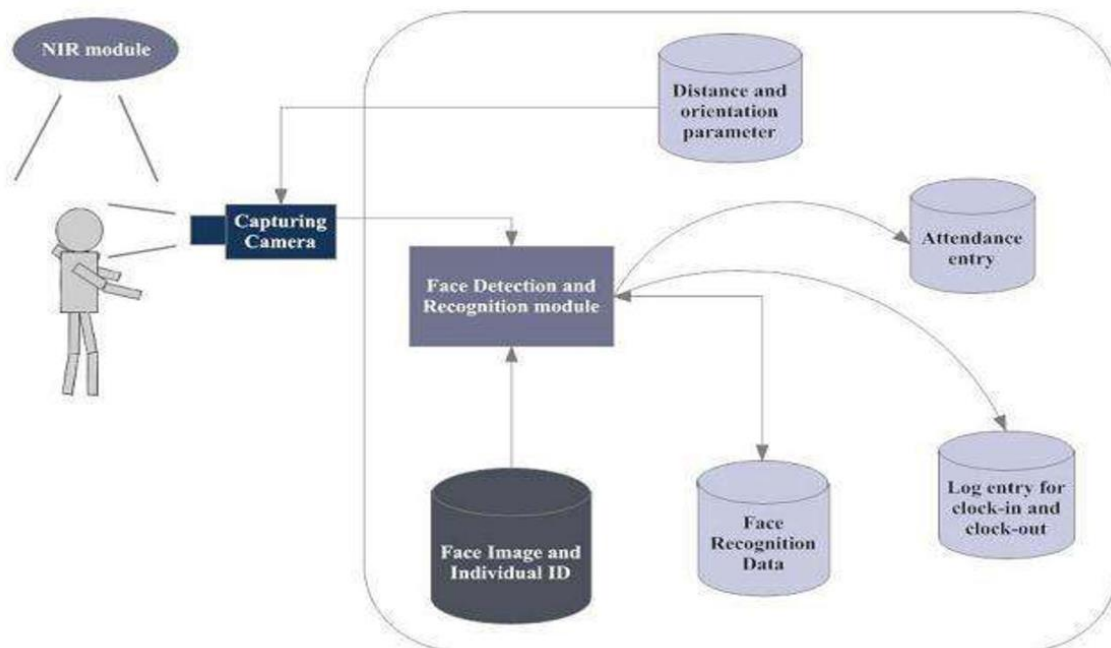 NIR module
Distance and
orientation
parameter
Capturing
Camera
Attendance
entry
Face Detection and
Recognition module
Face Image and
Individual ID
Face
Recognition
Data
Log entry for
clock-in and
clock-out